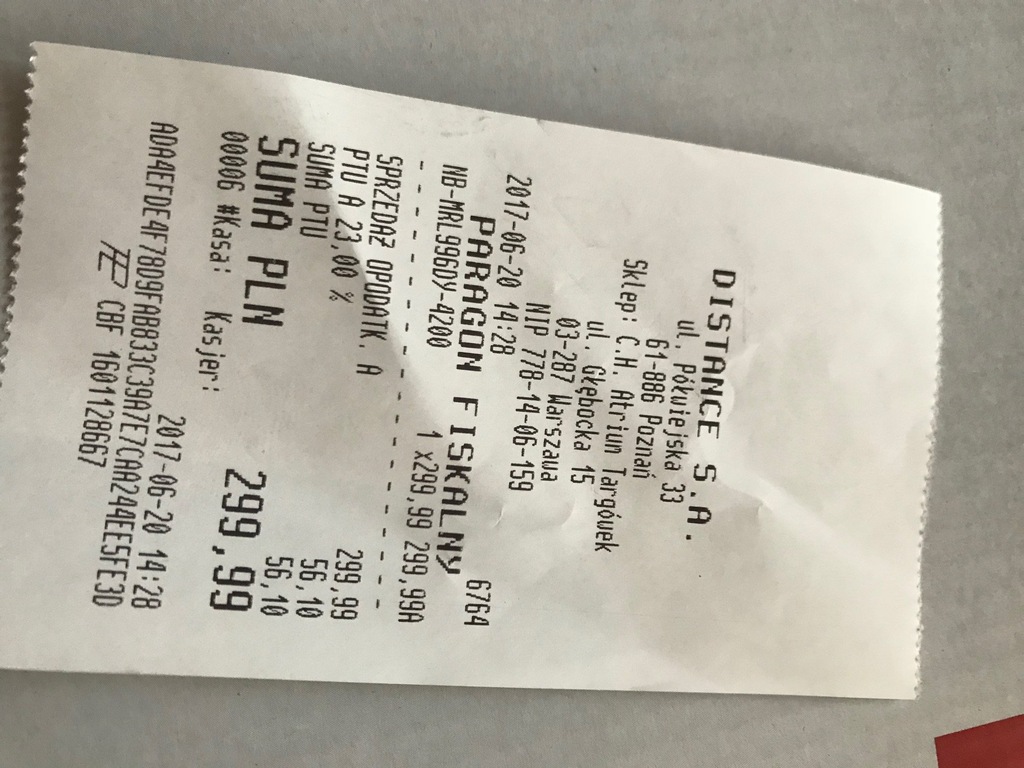 DISTANCE S.A.
ul. Półwiejska 33
61-886 Poznań
Sklep: C.H. Atrium Targówek
ul. Głębocka 15
03-287 Warszawa
NIP 778-14-06-159
2017-06-20 14:28 6764
PARAGON FISKALNY
NB-MRL996DY-4200 1 x299,99 299,99A
- - - - - - - - - - - - - - - - - - - -
SPRZEDAŻ OPODATK. A 299,99
PTU A 23,00 % 56,10
SUMA PTU 56,10
SUMA PLN 299,99
00006 #Kasa: Kasjer: 2017-06-20 14:28
ADA4EFDE4F78D9FAB833C39A7E7CAA244EE5FE3D
CBF 1601128667